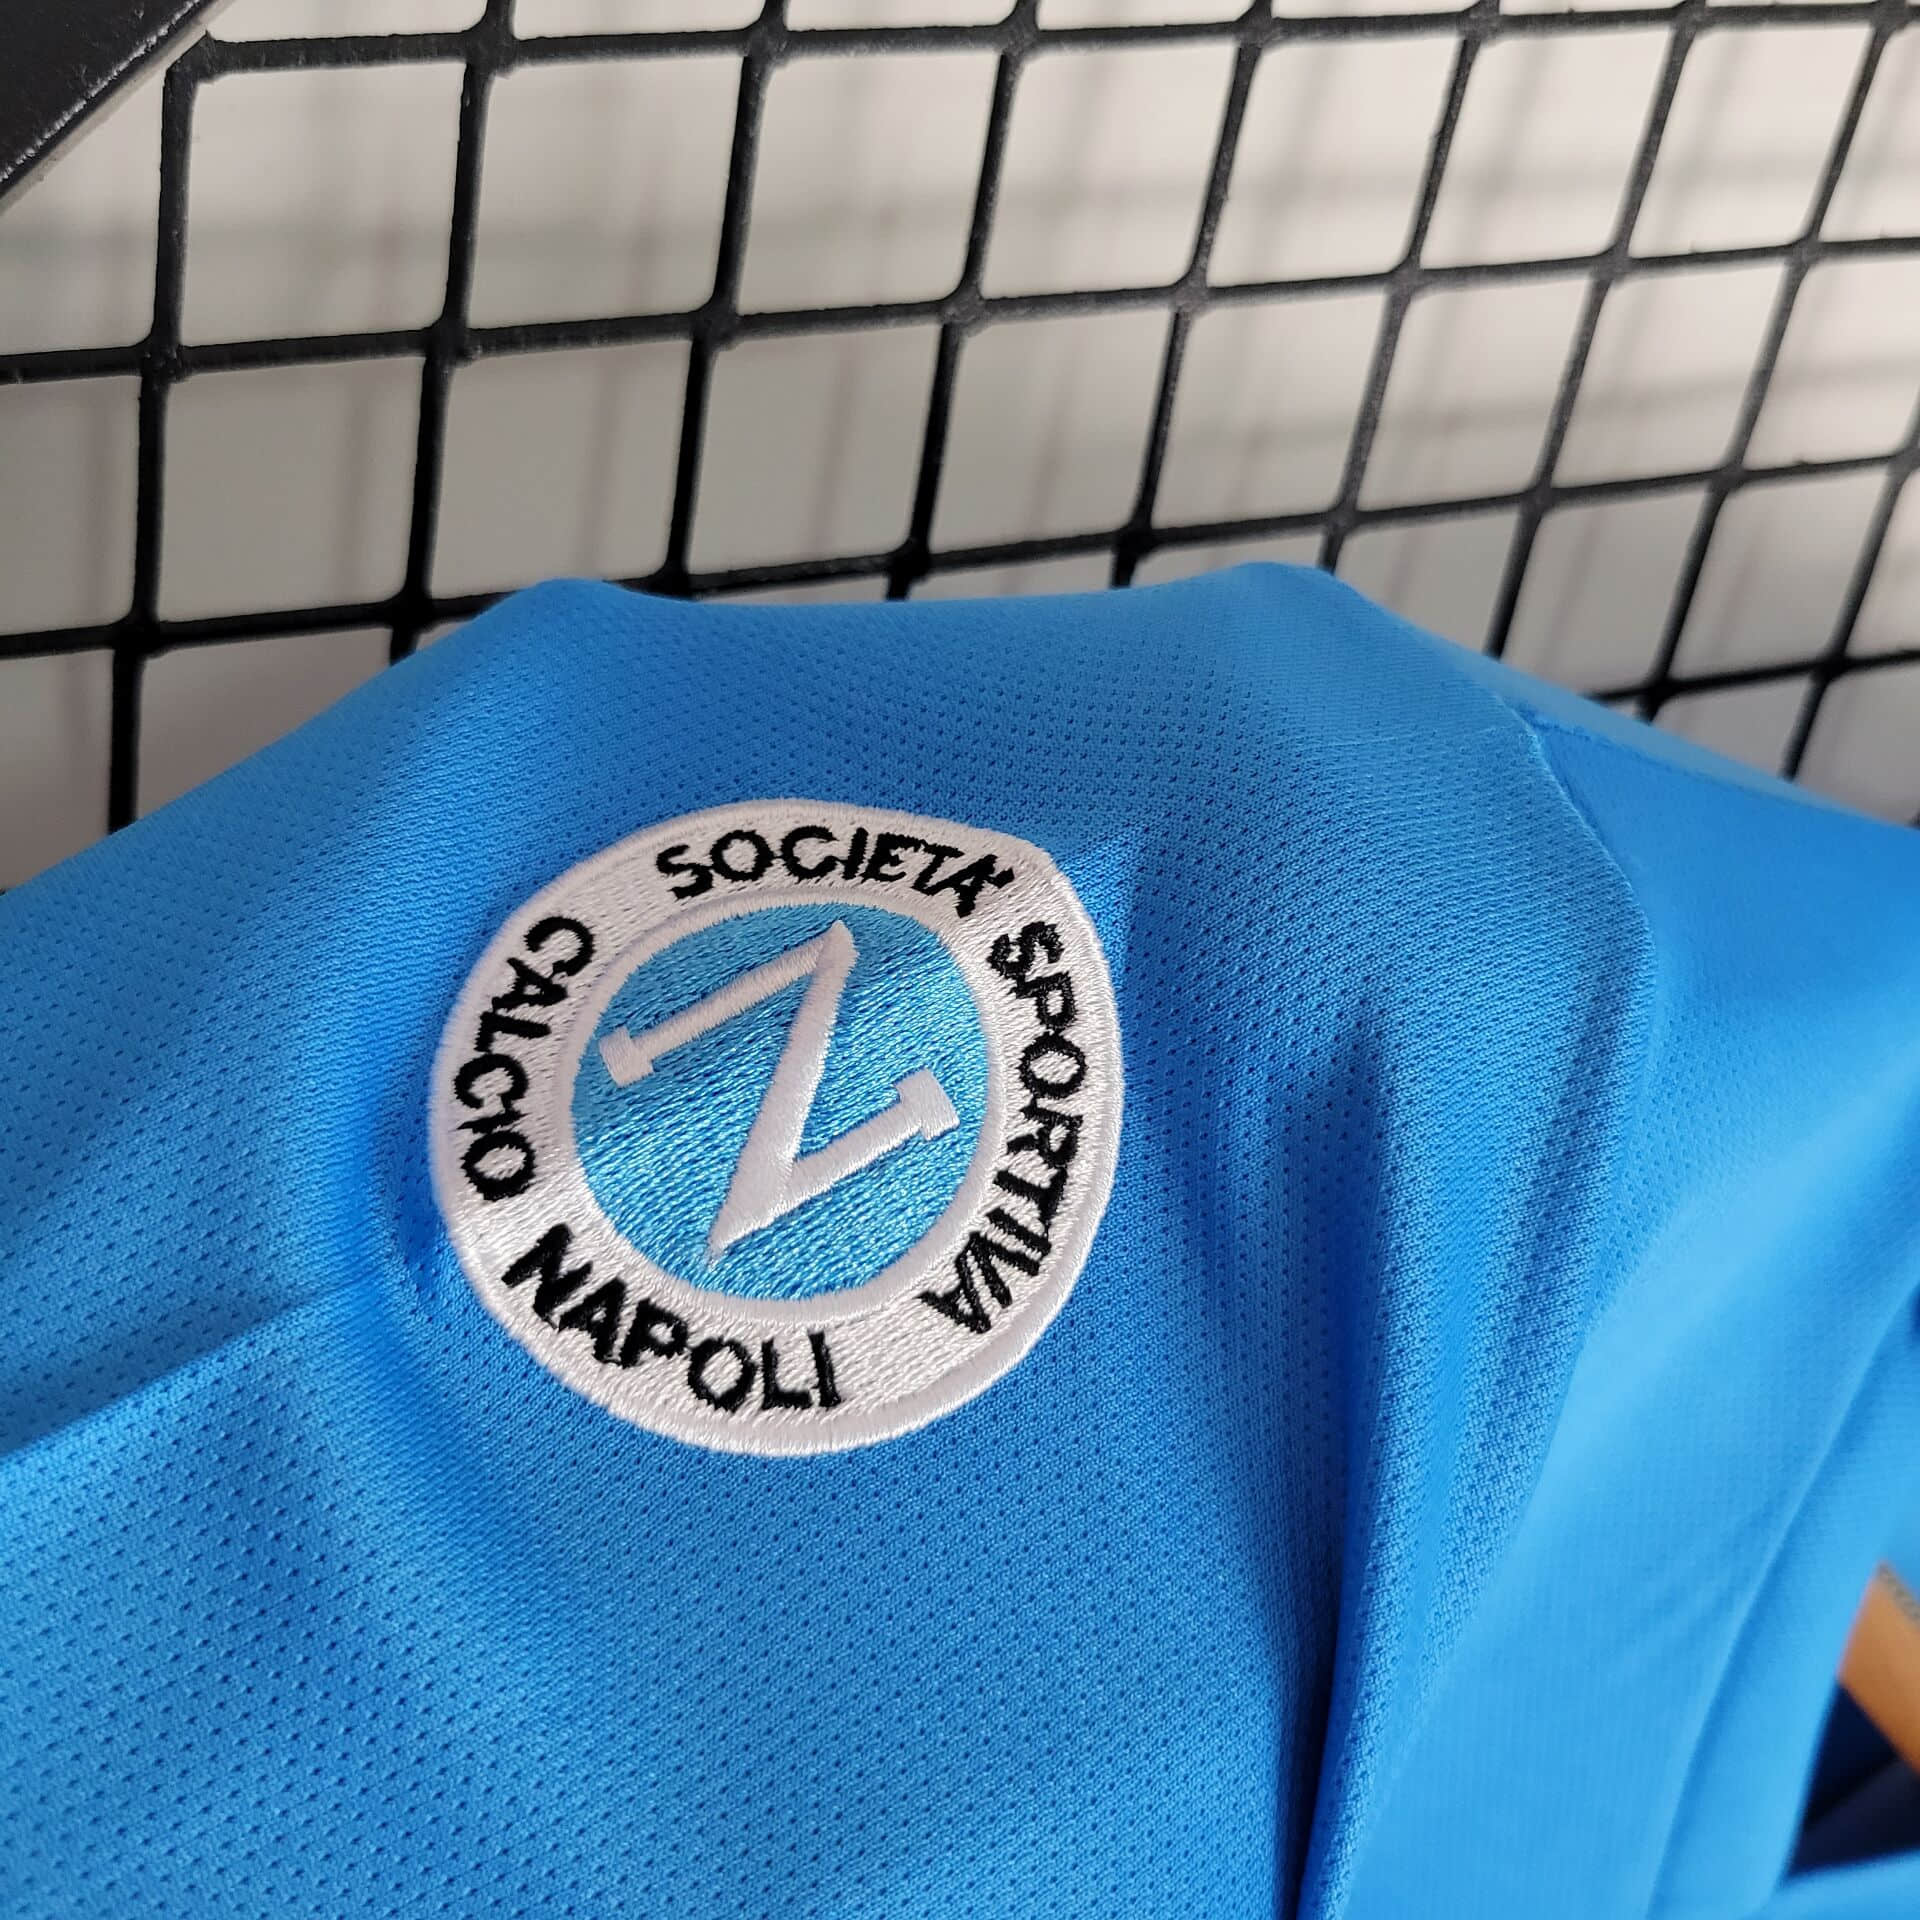 SOCIETA' SPORTIVA
CALCIO NAPOLI
N